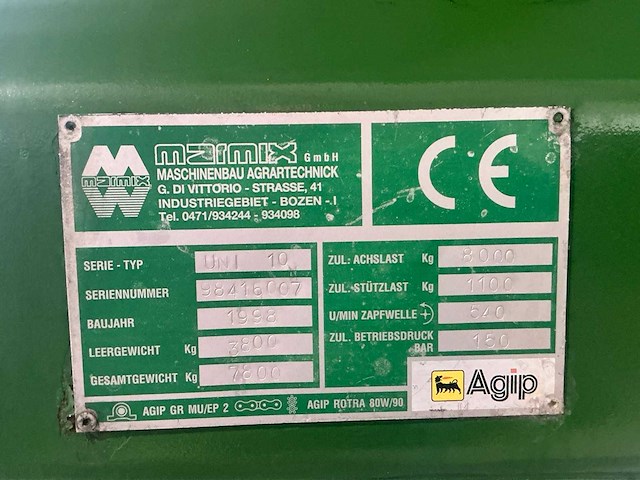 marmix GmbH
MASCHINENBAU AGRARTECHNICK
G. DI VITTORIO - STRASSE, 41
INDUSTRIEGEBIET - BOZEN -.I
Tel. 0471/934244 - 934098
M
marmix
W
CE
SERIE - TYP UNI 10
SERIENNUMMER 98416007
BAUJAHR 1998
LEERGEWICHT Kg 3800
GESAMTGEWICHT Kg 7800
ZUL: ACHSLAST Kg 8000
ZUL. STÜTZLAST Kg 1100
U/MIN ZAPFWELLE 540
ZUL. BETRIEBSDRUCK BAR 150
AGIP GR MU/EP 2 AGIP ROTRA 80W/90
Agip